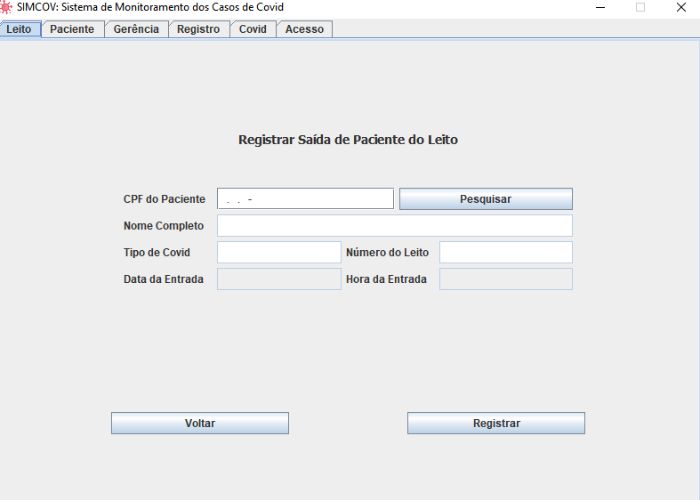 SIMCOV: Sistema de Monitoramento dos Casos de Covid
Leito Paciente Gerência Registro Covid Acesso
Registrar Saída de Paciente do Leito
CPF do Paciente . . - Pesquisar
Nome Completo
Tipo de Covid Número do Leito
Data da Entrada Hora da Entrada
Voltar Registrar